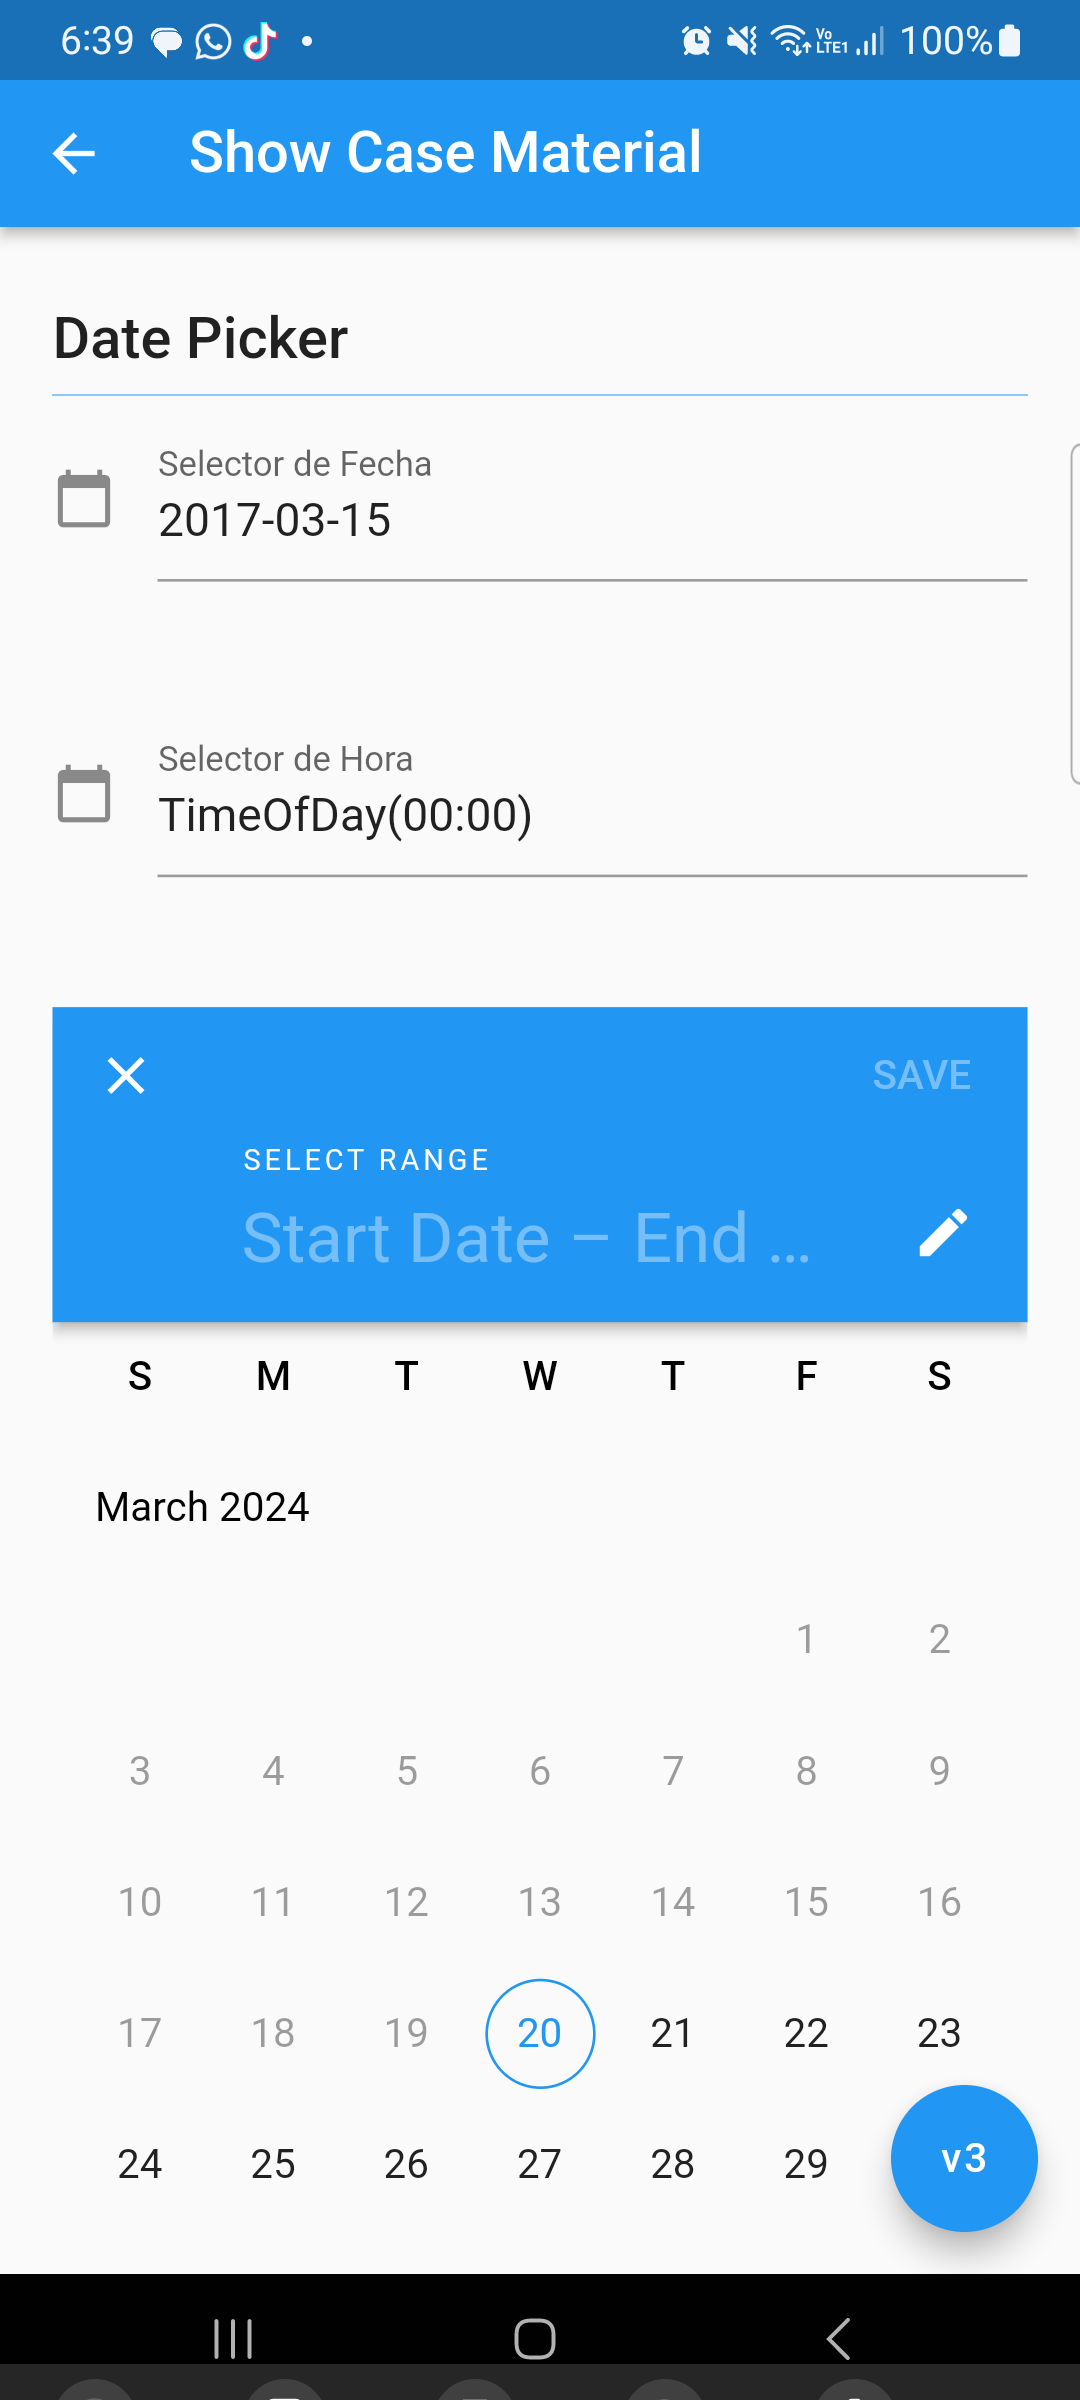 6:39 Vo LTE1 100%
Show Case Material
Date Picker
Selector de Fecha
2017-03-15
Selector de Hora
TimeOfDay(00:00)
SAVE
SELECT RANGE
Start Date – End ...
S M T W T F S
March 2024
1 2
3 4 5 6 7 8 9
10 11 12 13 14 15 16
17 18 19 20 21 22 23
24 25 26 27 28 29
v3